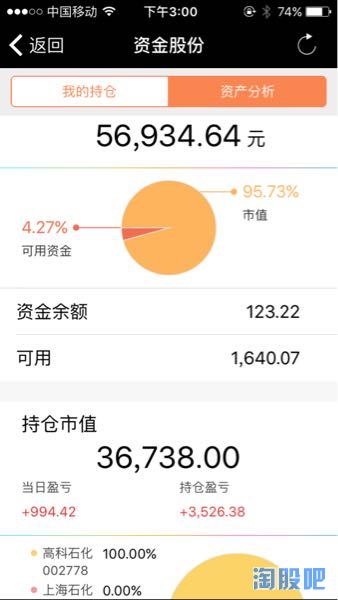 中国移动 下午3:00 74%
返回 资金股份
我的持仓 资产分析
56,934.64 元
95.73%
市值
4.27%
可用资金
资金余额 123.22
可用 1,640.07
持仓市值
36,738.00
当日盈亏 持仓盈亏
+994.42 +3,526.38
高科石化 100.00%
002778
上海石化 0.00%
淘股吧